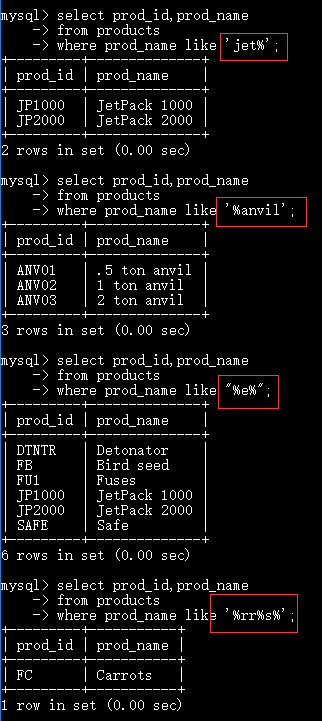 mysql> select prod_id,prod_name
    -> from products
    -> where prod_name like 'jet%';
+---------+--------------+
| prod_id | prod_name    |
+---------+--------------+
| JP1000  | JetPack 1000 |
| JP2000  | JetPack 2000 |
+---------+--------------+
2 rows in set (0.00 sec)
mysql> select prod_id,prod_name
    -> from products
    -> where prod_name like '%anvil';
+---------+--------------+
| prod_id | prod_name    |
+---------+--------------+
| ANV01   | .5 ton anvil |
| ANV02   | 1 ton anvil  |
| ANV03   | 2 ton anvil  |
+---------+--------------+
3 rows in set (0.00 sec)
mysql> select prod_id,prod_name
    -> from products
    -> where prod_name like "%e%";
+---------+--------------+
| prod_id | prod_name    |
+---------+--------------+
| DTNTR   | Detonator    |
| FB      | Bird seed    |
| FU1     | Fuses        |
| JP1000  | JetPack 1000 |
| JP2000  | JetPack 2000 |
| SAFE    | Safe         |
+---------+--------------+
6 rows in set (0.00 sec)
mysql> select prod_id,prod_name
    -> from products
    -> where prod_name like '%rr%s%';
+---------+-----------+
| prod_id | prod_name |
+---------+-----------+
| FC      | Carrots   |
+---------+-----------+
1 row in set (0.00 sec)